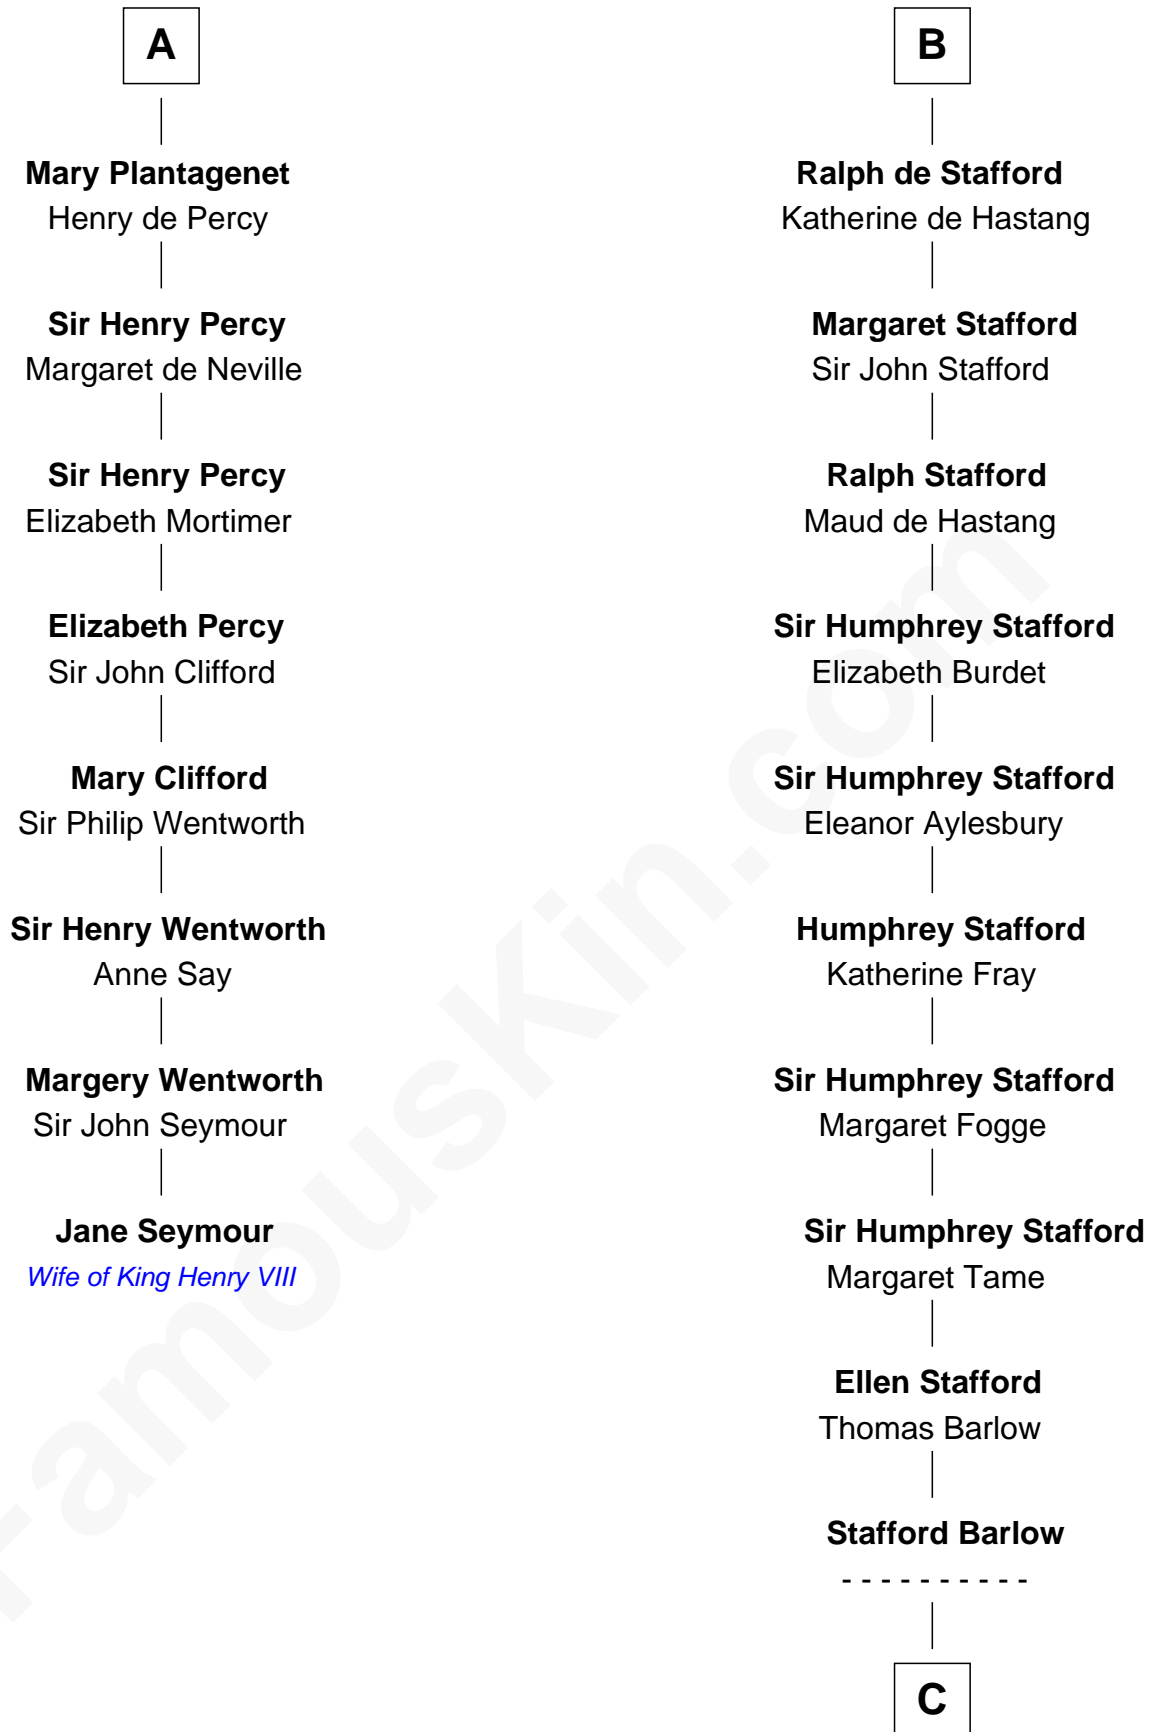 A
Mary Plantagenet
Henry de Percy
Sir Henry Percy
Margaret de Neville
Sir Henry Percy
Elizabeth Mortimer
Elizabeth Percy
Sir John Clifford
Mary Clifford
Sir Philip Wentworth
Sir Henry Wentworth
Anne Say
Margery Wentworth
Sir John Seymour
Jane Seymour
Wife of King Henry VIII
B
Ralph de Stafford
Katherine de Hastang
Margaret Stafford
Sir John Stafford
Ralph Stafford
Maud de Hastang
Sir Humphrey Stafford
Elizabeth Burdet
Sir Humphrey Stafford
Eleanor Aylesbury
Humphrey Stafford
Katherine Fray
Sir Humphrey Stafford
Margaret Fogge
Sir Humphrey Stafford
Margaret Tame
Ellen Stafford
Thomas Barlow
Stafford Barlow
- - - - - - - - - -
C
FamousKin.com